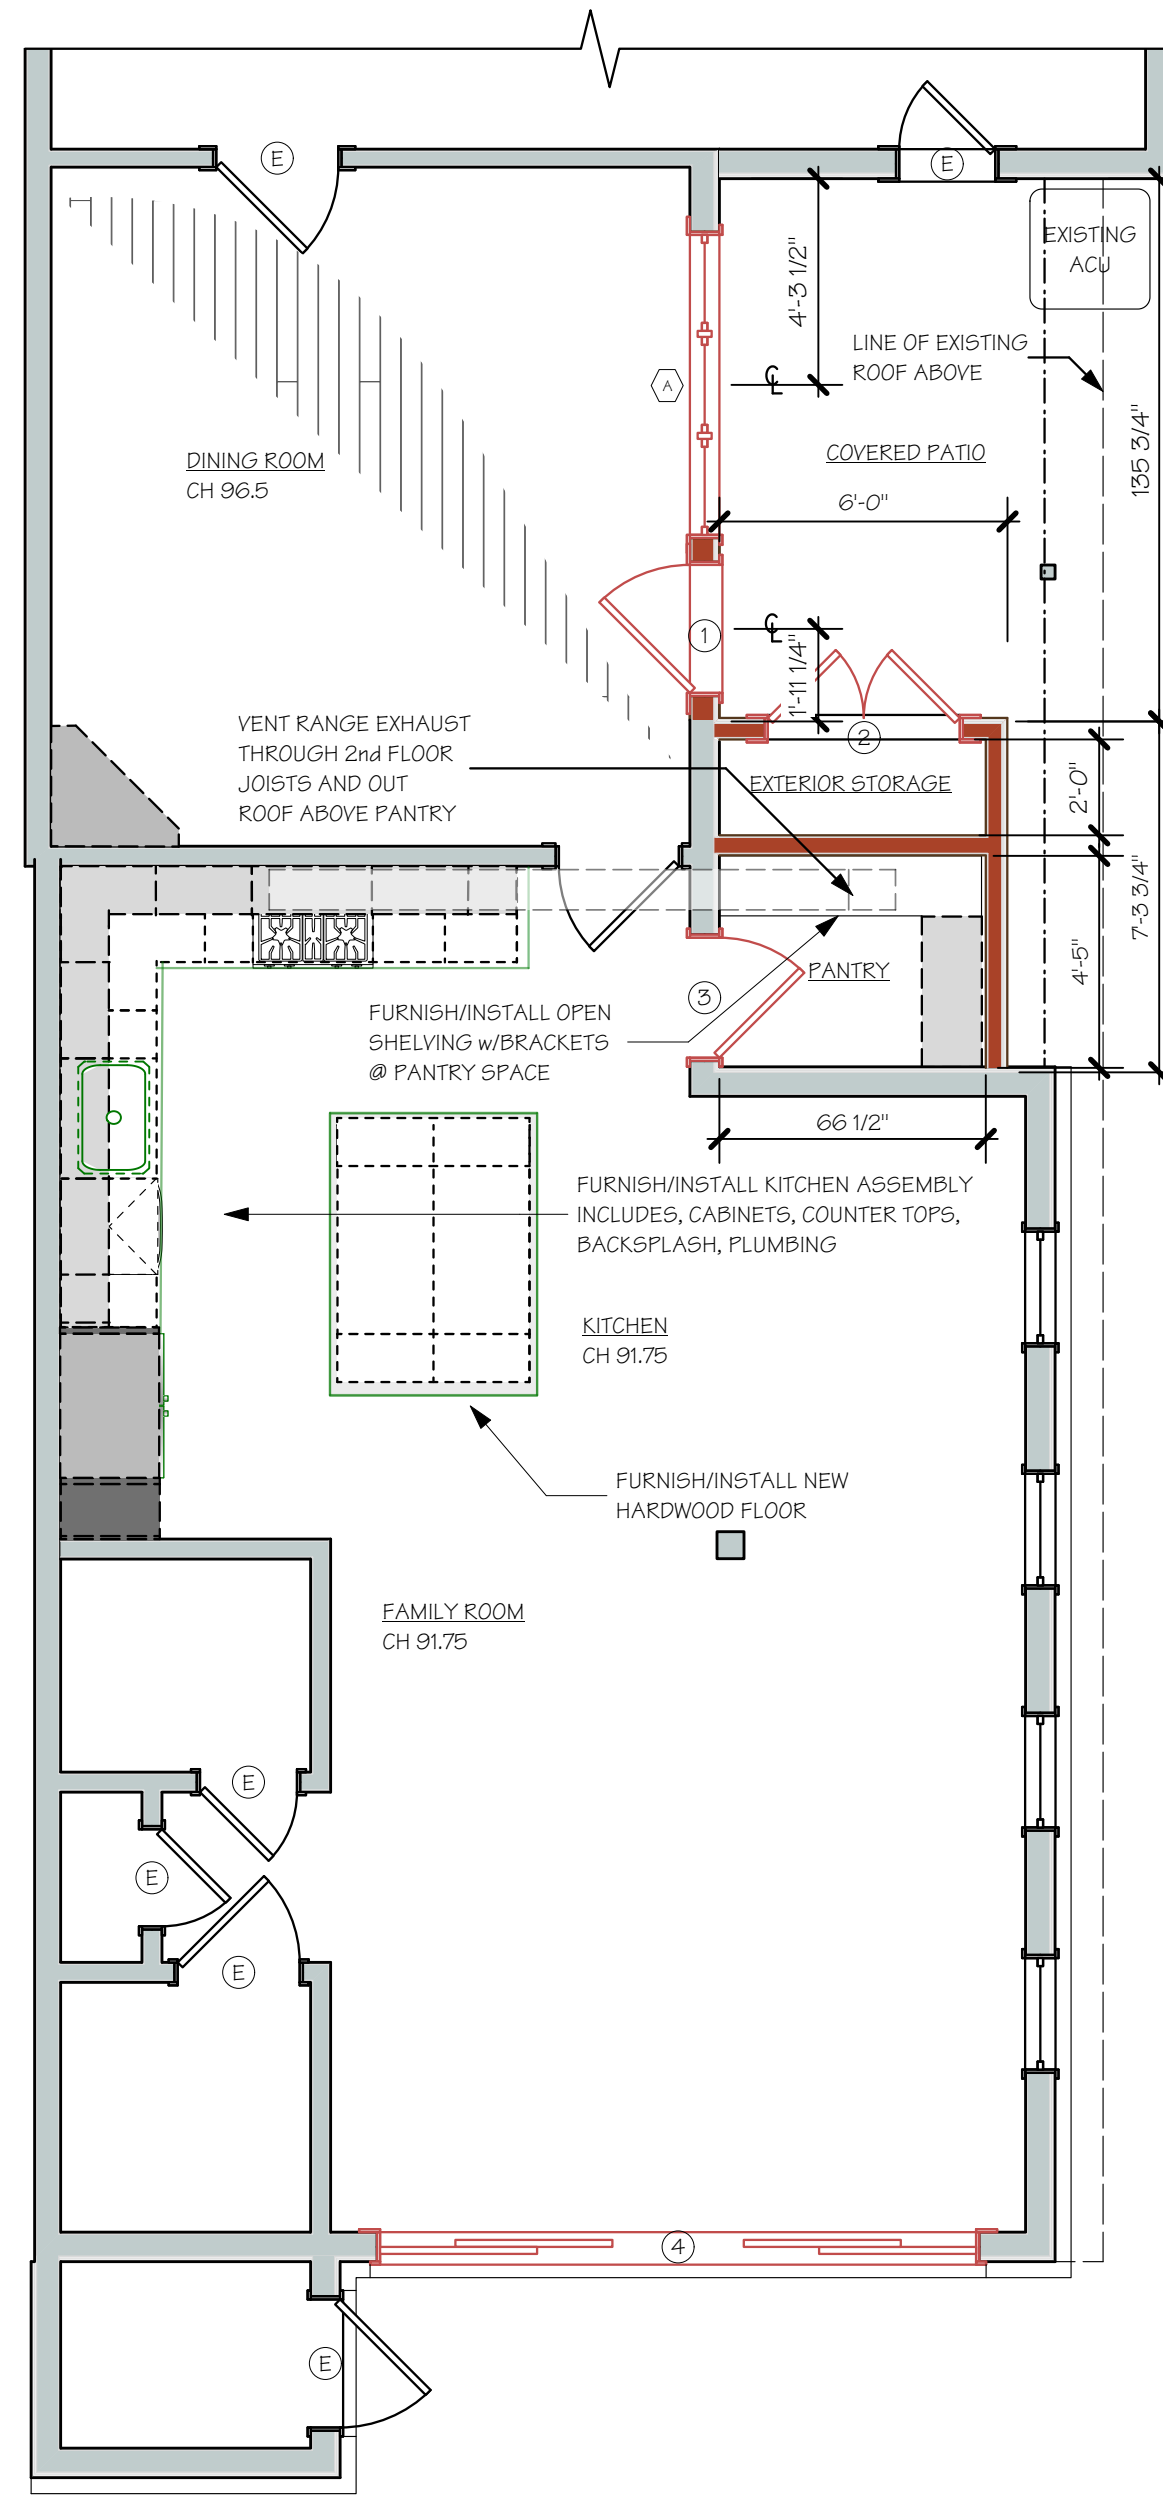 E
E
EXISTING
ACU
4'-3 1/2"
LINE OF EXISTING
ROOF ABOVE
A
℄
135 3/4"
COVERED PATIO
DINING ROOM
CH 96.5
6'-0"
℄
1
1'-11 1/4"
VENT RANGE EXHAUST
THROUGH 2nd FLOOR
JOISTS AND OUT
ROOF ABOVE PANTRY
2
EXTERIOR STORAGE
2'-0"
7'-3 3/4"
4'-5"
PANTRY
3
FURNISH/INSTALL OPEN
SHELVING w/BRACKETS
@ PANTRY SPACE
66 1/2"
FURNISH/INSTALL KITCHEN ASSEMBLY
INCLUDES, CABINETS, COUNTER TOPS,
BACKSPLASH, PLUMBING
KITCHEN
CH 91.75
FURNISH/INSTALL NEW
HARDWOOD FLOOR
FAMILY ROOM
CH 91.75
E
E
E
4
E